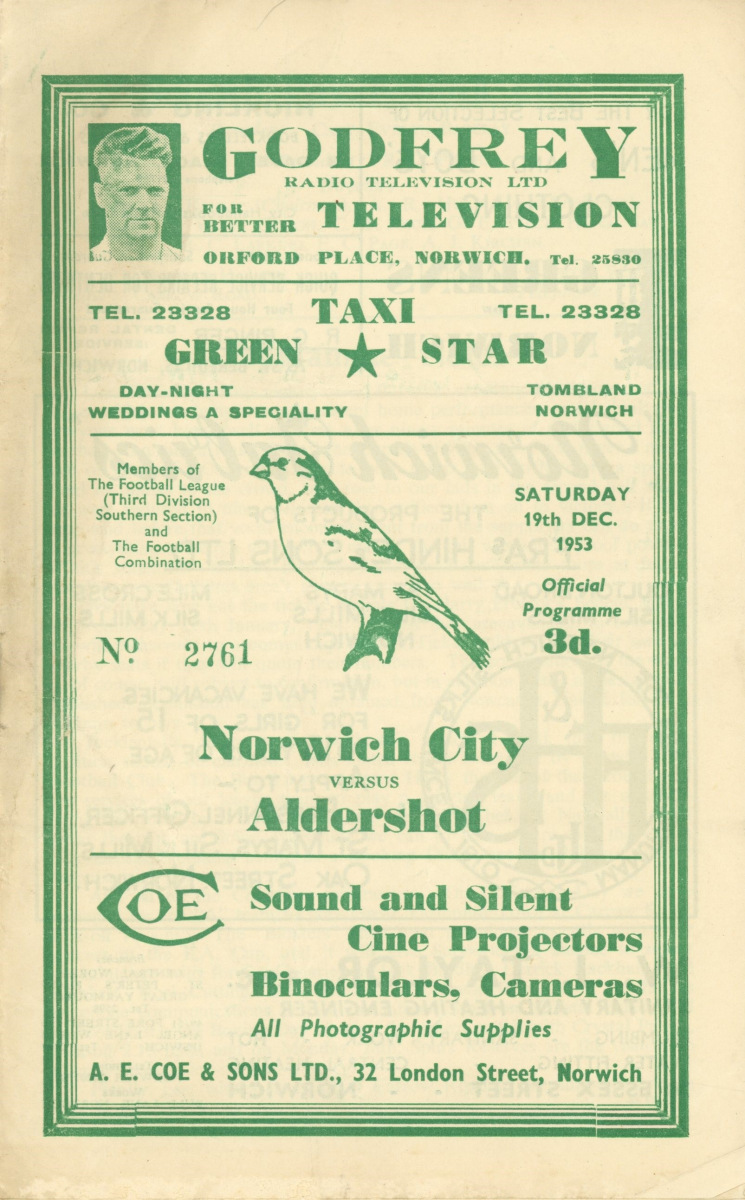 GODFREY
RADIO TELEVISION LTD
FOR BETTER TELEVISION
ORFORD PLACE, NORWICH. Tel. 25830
TEL. 23328 TAXI TEL. 23328
GREEN ★ STAR
DAY-NIGHT TOMBLAND
WEDDINGS A SPECIALITY NORWICH
Members of
The Football League
(Third Division
Southern Section)
and
The Football
Combination
SATURDAY
19th DEC.
1953
Official
Programme
3d.
No. 2761
Norwich City
VERSUS
Aldershot
COE
Sound and Silent
Cine Projectors
Binoculars, Cameras
All Photographic Supplies
A. E. COE & SONS LTD., 32 London Street, Norwich